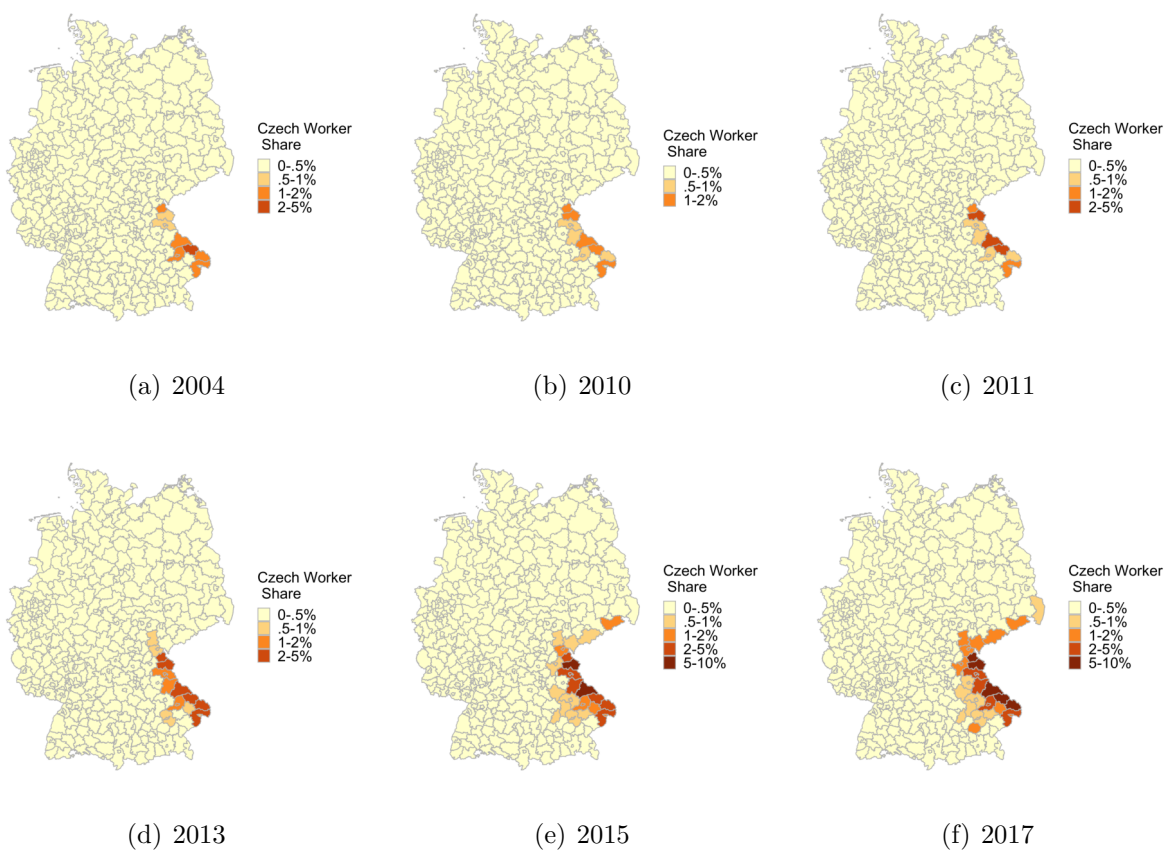 Czech Worker
Share
0-.5%
.5-1%
1-2%
2-5%
(a) 2004
Czech Worker
Share
0-.5%
.5-1%
1-2%
(b) 2010
Czech Worker
Share
0-.5%
.5-1%
1-2%
2-5%
(c) 2011
Czech Worker
Share
0-.5%
.5-1%
1-2%
2-5%
(d) 2013
Czech Worker
Share
0-.5%
.5-1%
1-2%
2-5%
5-10%
(e) 2015
Czech Worker
Share
0-.5%
.5-1%
1-2%
2-5%
5-10%
(f) 2017